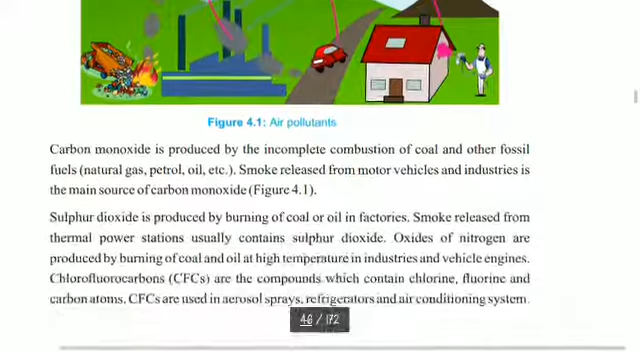 Figure 4.1: Air pollutants
Carbon monoxide is produced by the incomplete combustion of coal and other fossil
fuels (natural gas, petrol, oil, etc.). Smoke released from motor vehicles and industries is
the main source of carbon monoxide (Figure 4.1).
Sulphur dioxide is produced by burning of coal or oil in factories. Smoke released from
thermal power stations usually contains sulphur dioxide. Oxides of nitrogen are
produced by burning of coal and oil at high temperature in industries and vehicle engines.
Chlorofluorocarbons (CFCs) are the compounds which contain chlorine, fluorine and
carbon atoms. CFCs are used in aerosol sprays, refrigerators and air conditioning system.
46 / 172